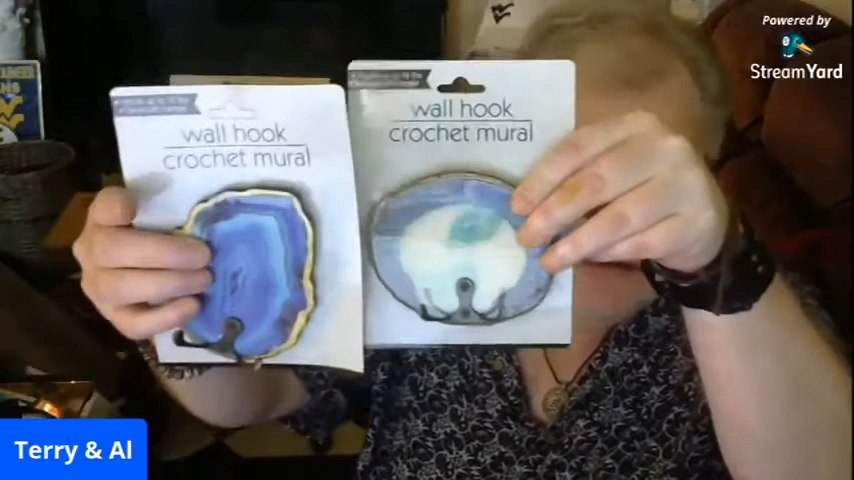 Powered by
StreamYard
wall hook
crochet mural
wall hook
crochet mural
Terry & Al